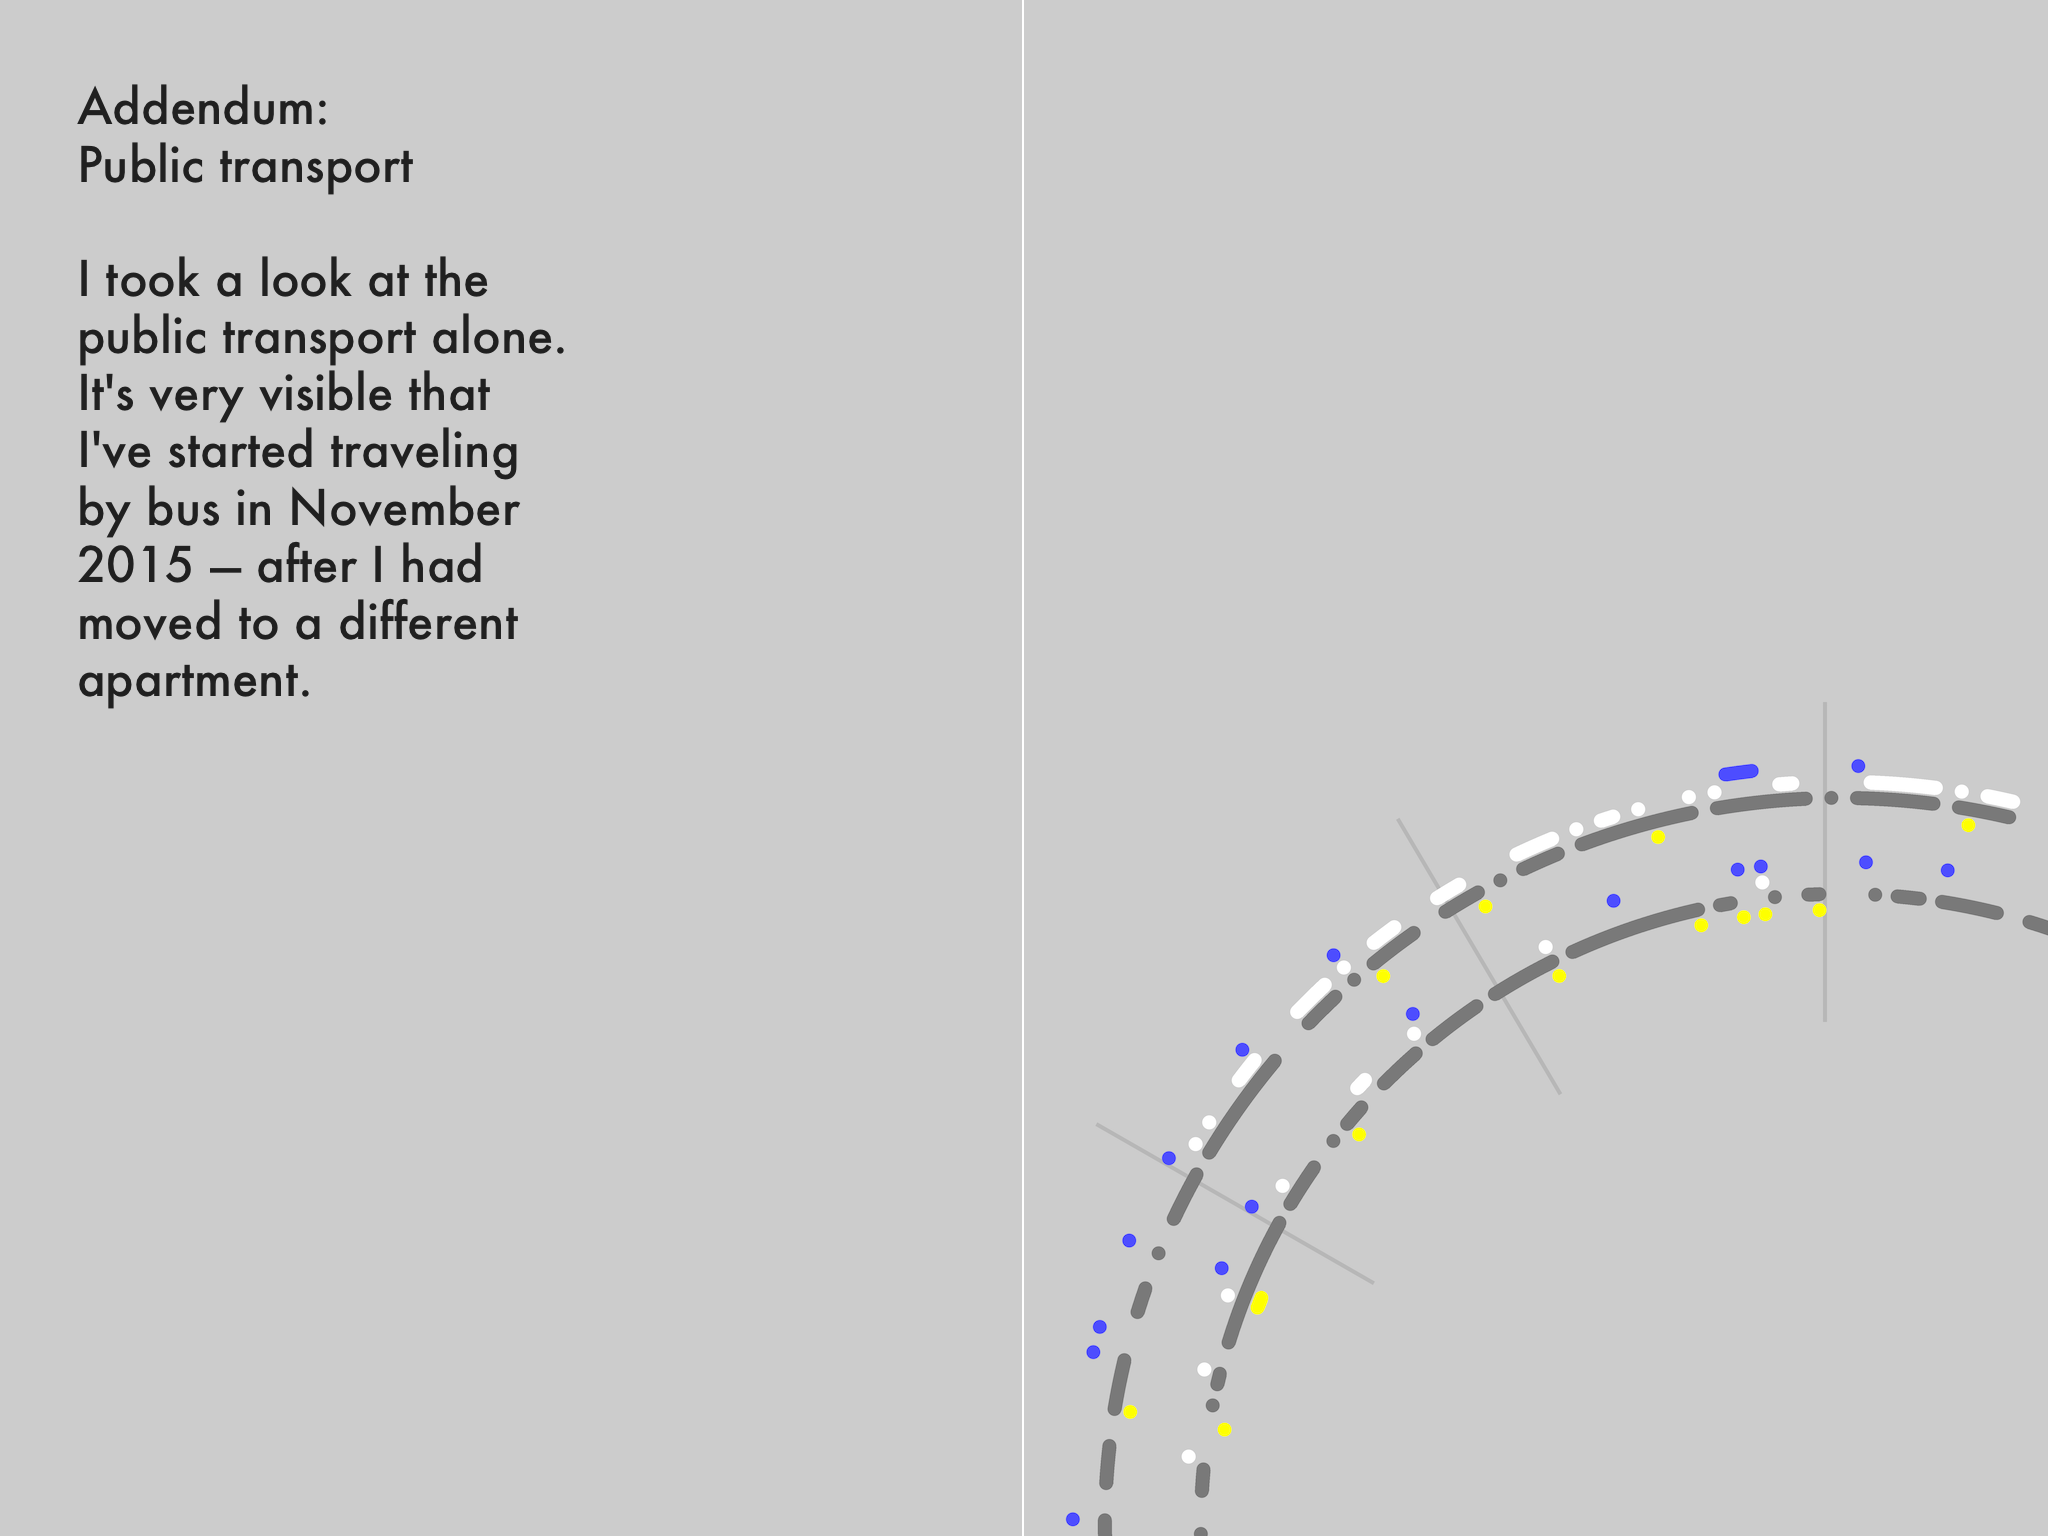 Addendum:
Public transport
I took a look at the
public transport alone.
It's very visible that
I've started traveling
by bus in November
2015 — after I had
moved to a different
apartment.